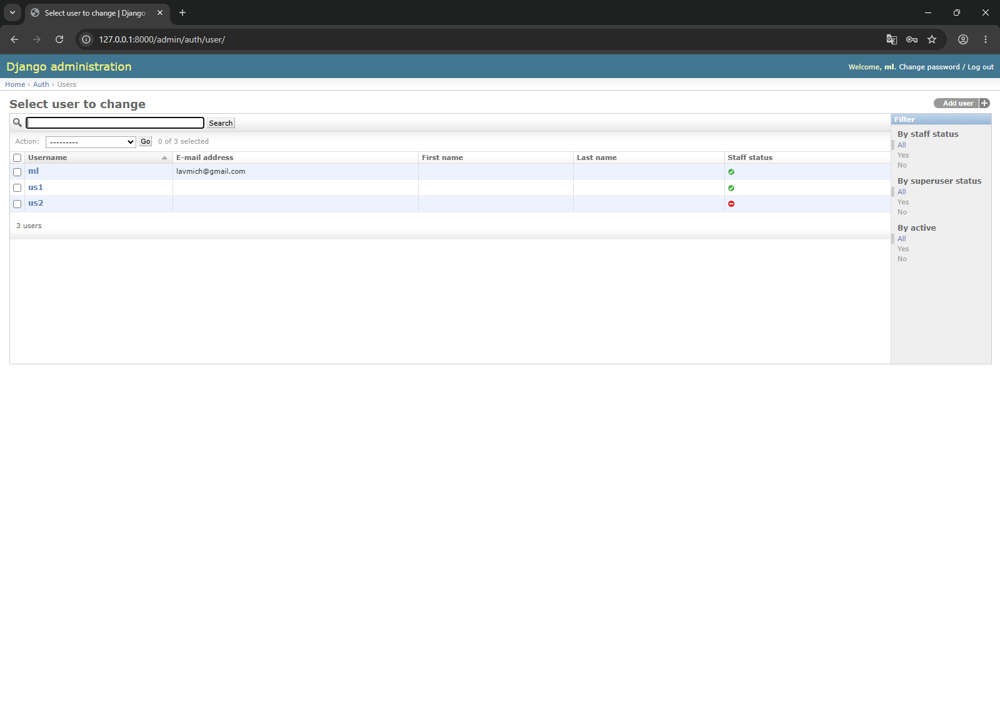 Select user to change | Django
127.0.0.1:8000/admin/auth/user/
Django administration
Welcome, ml. Change password / Log out
Home › Auth › Users
Select user to change
Add user +
Search
Filter
Action: --------- Go 0 of 3 selected
Username E-mail address First name Last name Staff status
ml lavmich@gmail.com
us1
us2
3 users
By staff status
All
Yes
No
By superuser status
All
Yes
No
By active
All
Yes
No